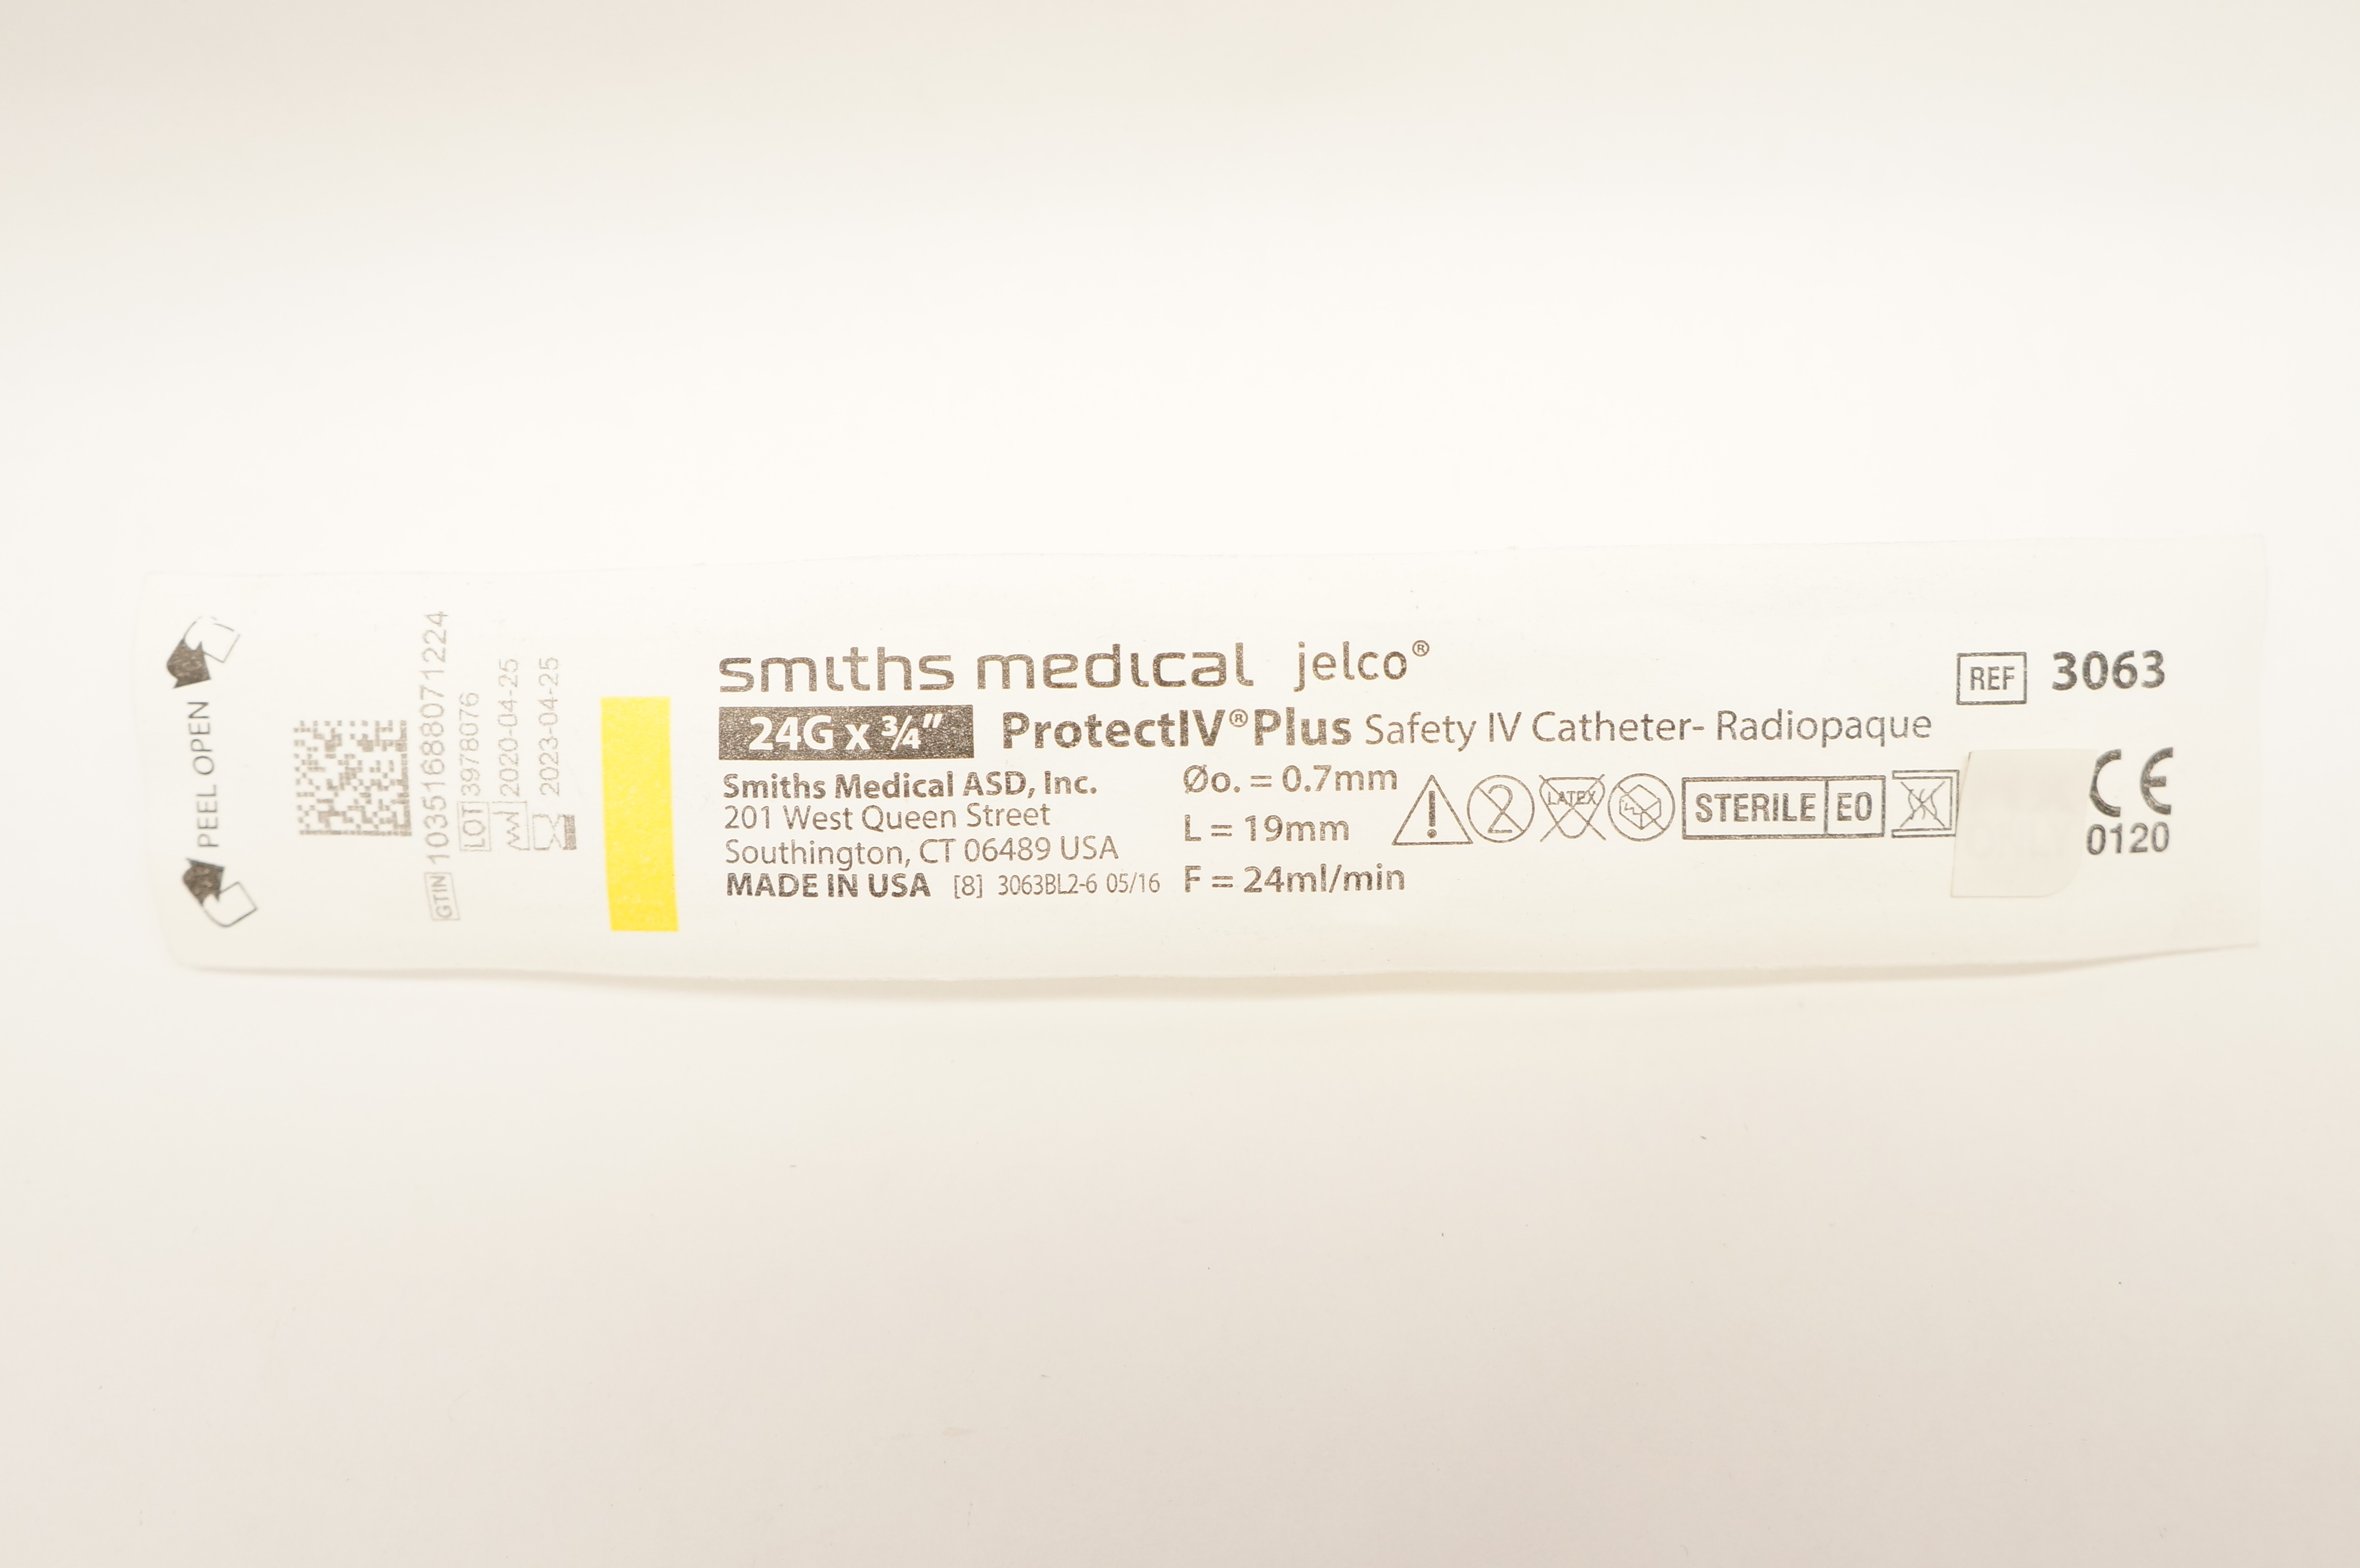 PEEL OPEN
GTIN 10351688071224
LOT 3978076
2020-04-25
2023-04-25
smiths medical jelco®
24G x ¾" ProtectIV® Plus Safety IV Catheter- Radiopaque
Smiths Medical ASD, Inc.
201 West Queen Street
Southington, CT 06489 USA
MADE IN USA [8] 3063BL2-6 05/16
Øo. = 0.7mm
L = 19mm
F = 24ml/min
2
LATEX
STERILE EO
REF 3063
CE
0120